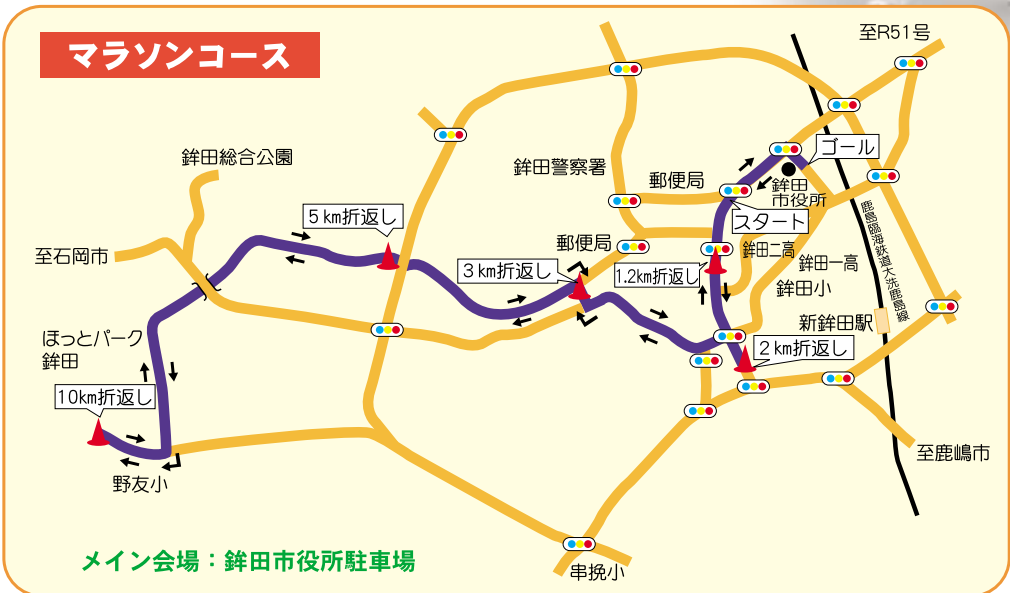 マラソンコース
至R51号
ゴール
鉾田総合公園
鉾田警察署
郵便局
鉾田
市役所
スタート
5km折返し
至石岡市
郵便局
鉾田二高
3km折返し
1.2km折返し
鉾田一高
鉾田小
鹿島臨海鉄道大洗鹿島線
新鉾田駅
ほっとパーク
鉾田
2km折返し
10km折返し
至鹿嶋市
野友小
メイン会場：鉾田市役所駐車場
串挽小